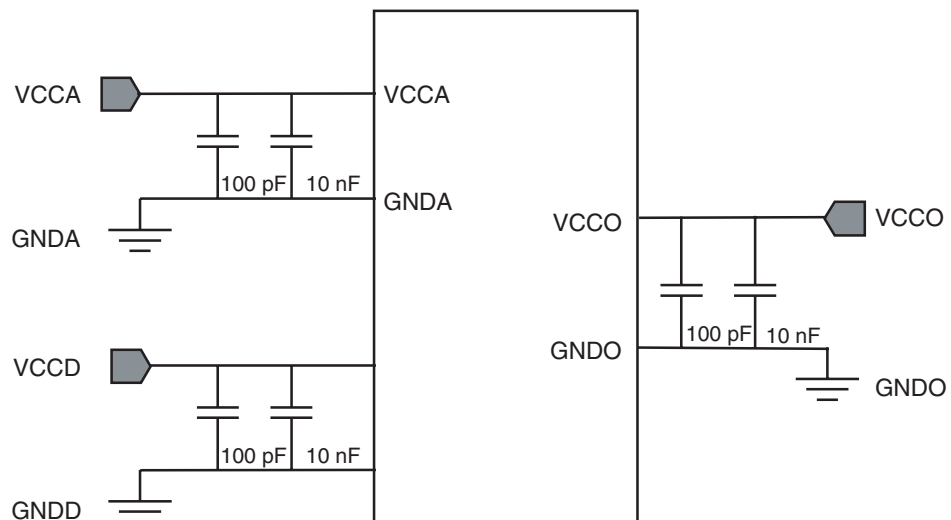 VCCA
VCCA
100 pF
10 nF
GNDA
GNDA
VCCO
VCCO
100 pF
10 nF
GNDO
GNDO
VCCD
100 pF
10 nF
GNDD